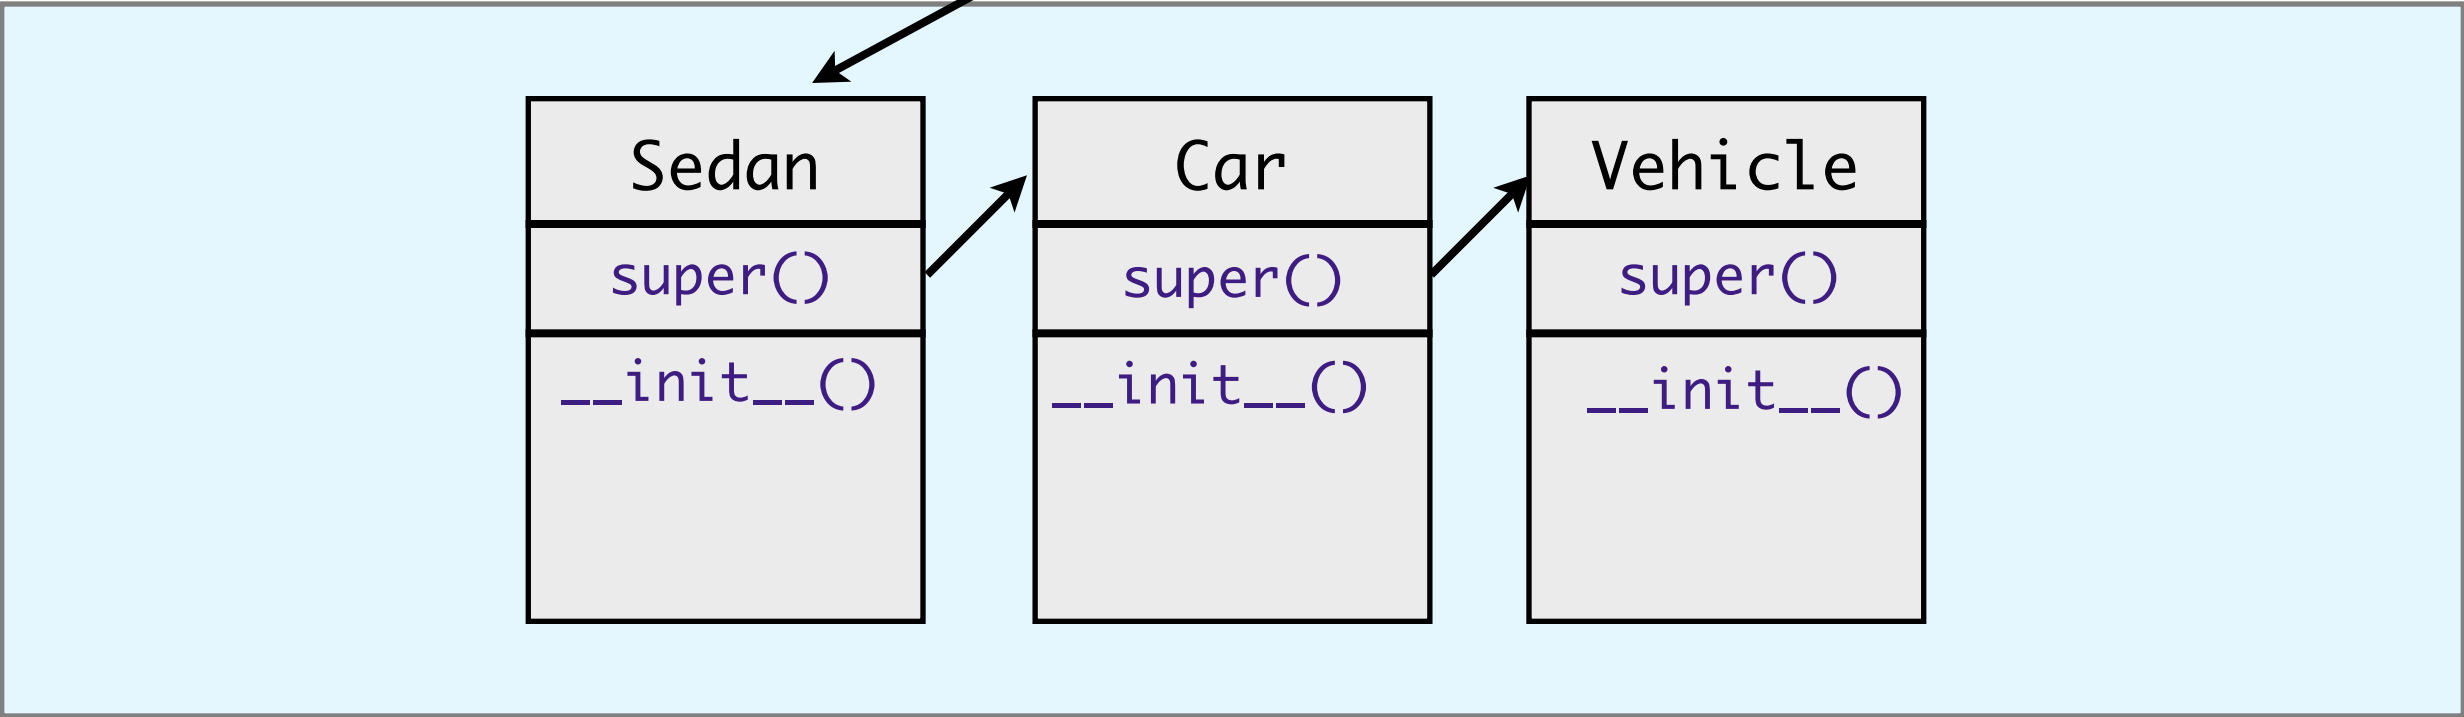 Sedan
super()
__init__()
Car
super()
__init__()
Vehicle
super()
__init__()